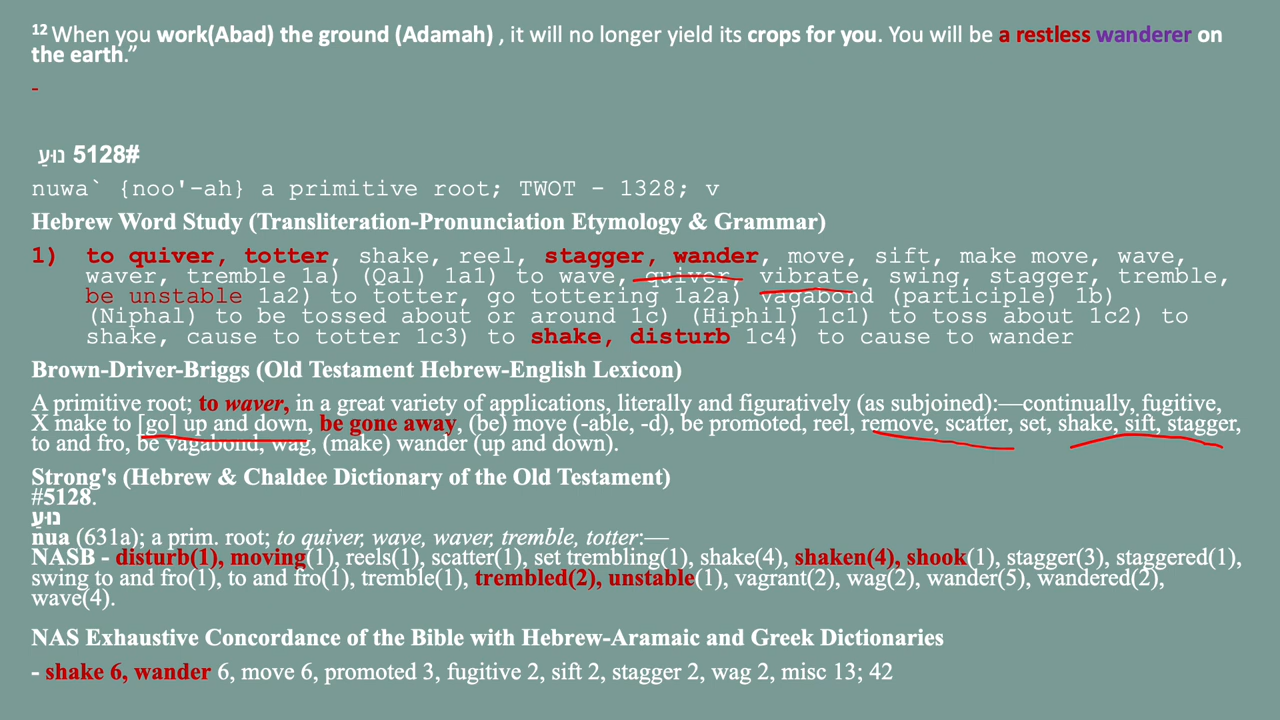 12 When you work(Abad) the ground (Adamah) , it will no longer yield its crops for you. You will be a restless wanderer on
the earth.”
-
נוּעַ 5128#
nuwa` {noo'-ah} a primitive root; TWOT - 1328; v
Hebrew Word Study (Transliteration-Pronunciation Etymology & Grammar)
1) to quiver, totter, shake, reel, stagger, wander, move, sift, make move, wave,
waver, tremble 1a) (Qal) 1a1) to wave, quiver, vibrate, swing, stagger, tremble,
be unstable 1a2) to totter, go tottering 1a2a) vagabond (participle) 1b)
(Niphal) to be tossed about or around 1c) (Hiphil) 1c1) to toss about 1c2) to
shake, cause to totter 1c3) to shake, disturb 1c4) to cause to wander
Brown-Driver-Briggs (Old Testament Hebrew-English Lexicon)
A primitive root; to waver, in a great variety of applications, literally and figuratively (as subjoined):—continually, fugitive,
X make to [go] up and down, be gone away, (be) move (-able, -d), be promoted, reel, remove, scatter, set, shake, sift, stagger,
to and fro, be vagabond, wag, (make) wander (up and down).
Strong's (Hebrew & Chaldee Dictionary of the Old Testament)
#5128.
נוּעַ
nua (631a); a prim. root; to quiver, wave, waver, tremble, totter:—
NASB - disturb(1), moving(1), reels(1), scatter(1), set trembling(1), shake(4), shaken(4), shook(1), stagger(3), staggered(1),
swing to and fro(1), to and fro(1), tremble(1), trembled(2), unstable(1), vagrant(2), wag(2), wander(5), wandered(2),
wave(4).
NAS Exhaustive Concordance of the Bible with Hebrew-Aramaic and Greek Dictionaries
- shake 6, wander 6, move 6, promoted 3, fugitive 2, sift 2, stagger 2, wag 2, misc 13; 42